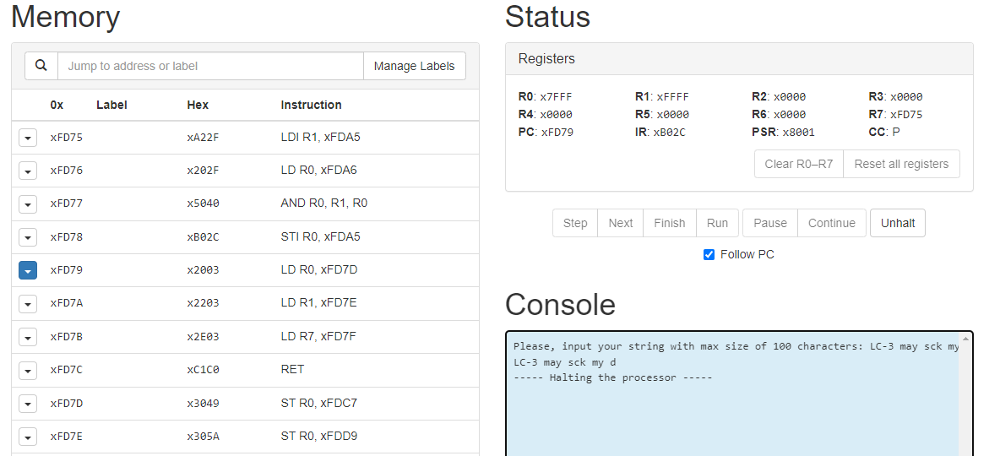 Memory
Jump to address or label
Manage Labels
0x Label Hex Instruction
xFD75 xA22F LDI R1, xFDA5
xFD76 x202F LD R0, xFDA6
xFD77 x5040 AND R0, R1, R0
xFD78 xB02C STI R0, xFDA5
xFD79 x2003 LD R0, xFD7D
xFD7A x2203 LD R1, xFD7E
xFD7B x2E03 LD R7, xFD7F
xFD7C xC1C0 RET
xFD7D x3049 ST R0, xFDC7
xFD7E x305A ST R0, xFDD9
Status
Registers
R0: x7FFF R1: xFFFF R2: x0000 R3: x0000
R4: x0000 R5: x0000 R6: x0000 R7: xFD75
PC: xFD79 IR: xB02C PSR: x8001 CC: P
Clear R0–R7 Reset all registers
Step Next Finish Run Pause Continue Unhalt
Follow PC
Console
Please, input your string with max size of 100 characters: LC-3 may sck my
LC-3 may sck my d
----- Halting the processor -----